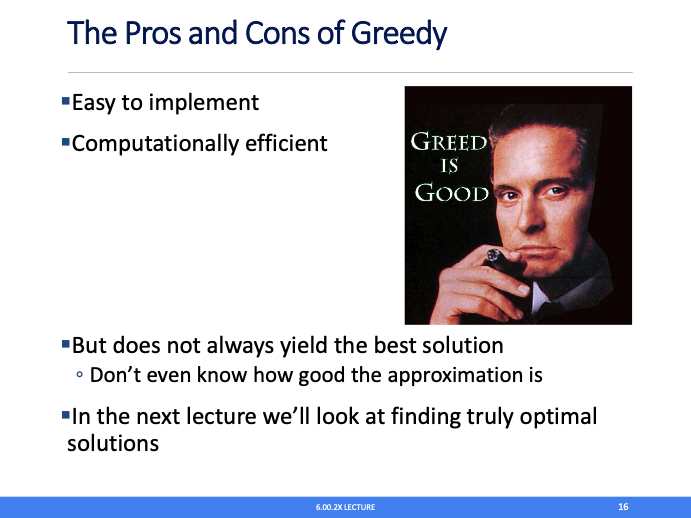 The Pros and Cons of Greedy
▪Easy to implement
▪Computationally efficient
GREED
IS
GOOD
▪But does not always yield the best solution
◦ Don’t even know how good the approximation is
▪In the next lecture we’ll look at finding truly optimal
solutions
6.00.2X LECTURE
16